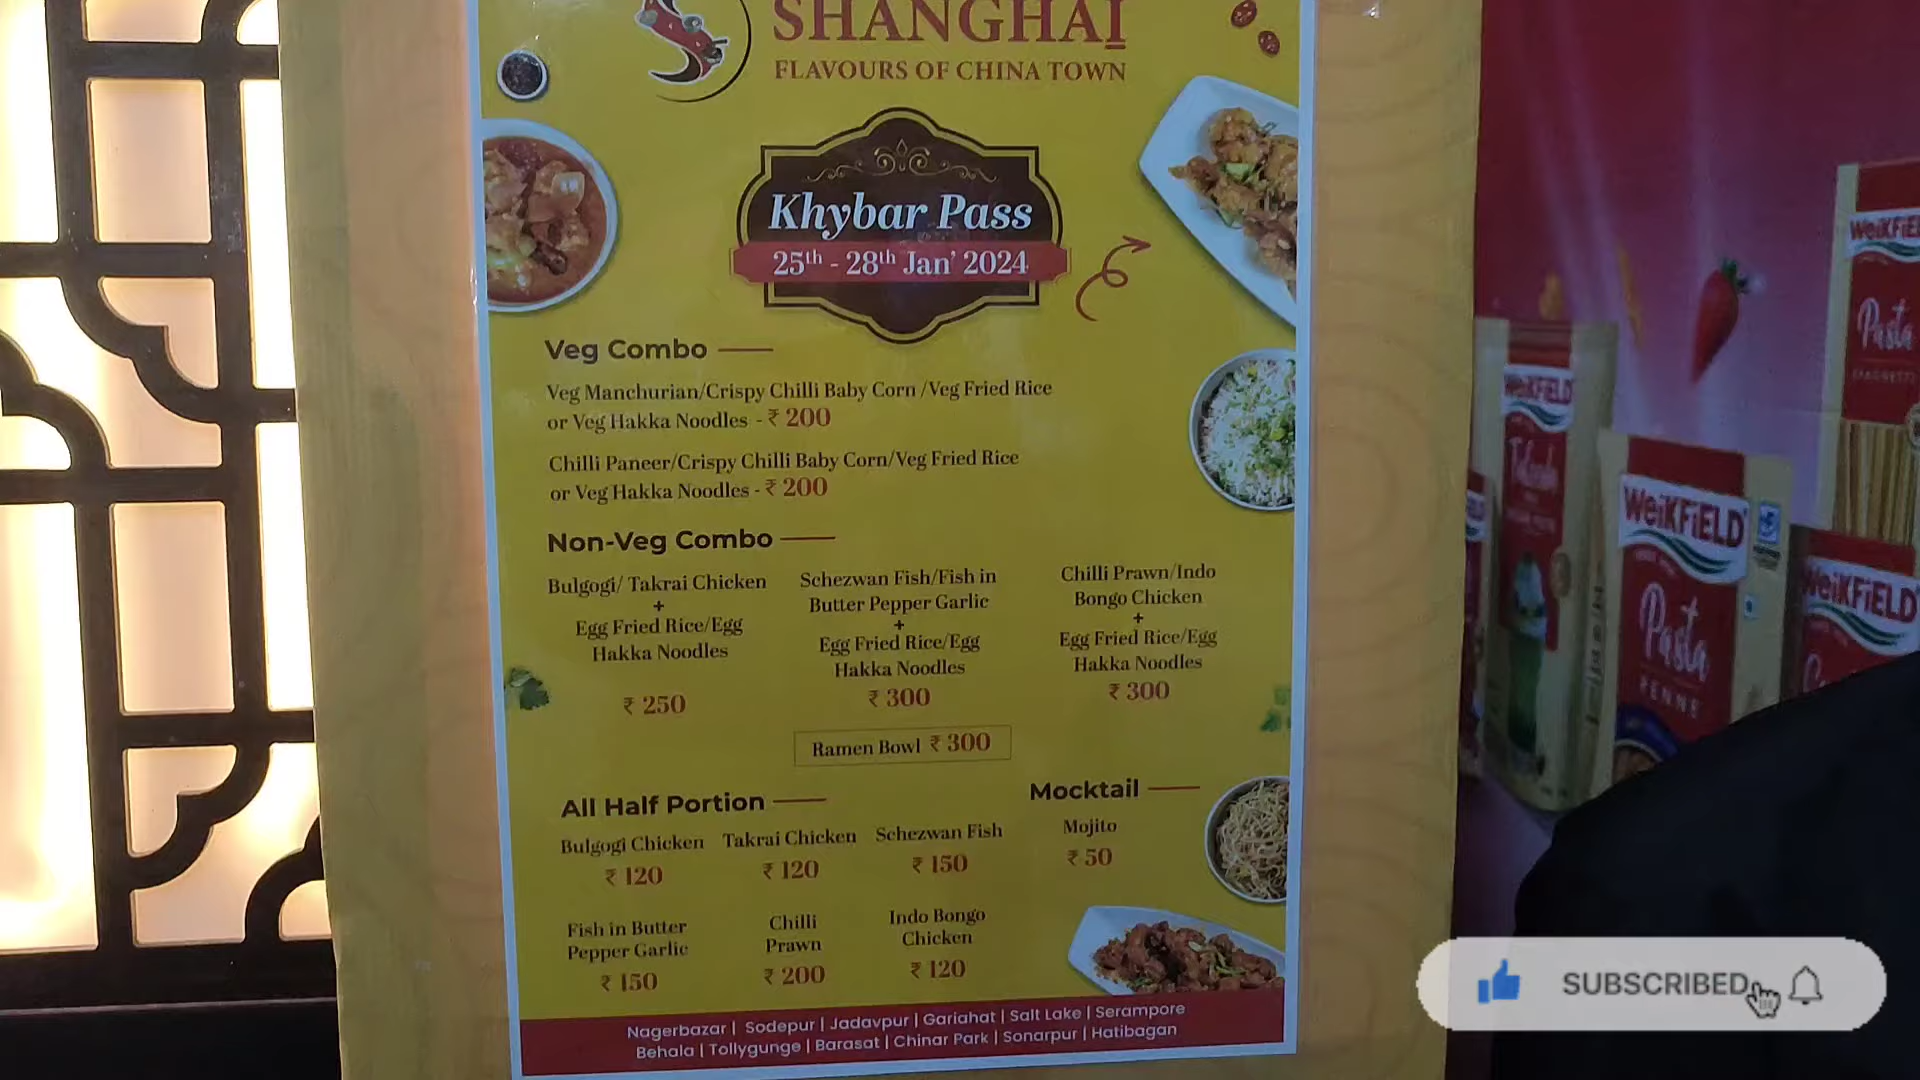 SHANGHAI
FLAVOURS OF CHINA TOWN
Khybar Pass
25th - 28th Jan' 2024
Veg Combo
Veg Manchurian/Crispy Chilli Baby Corn /Veg Fried Rice
or Veg Hakka Noodles - ₹ 200
Chilli Paneer/Crispy Chilli Baby Corn/Veg Fried Rice
or Veg Hakka Noodles - ₹ 200
Non-Veg Combo
Bulgogi/ Takrai Chicken
+
Egg Fried Rice/Egg
Hakka Noodles
₹ 250
Schezwan Fish/Fish in
Butter Pepper Garlic
+
Egg Fried Rice/Egg
Hakka Noodles
₹ 300
Chilli Prawn/Indo
Bongo Chicken
+
Egg Fried Rice/Egg
Hakka Noodles
₹ 300
Ramen Bowl ₹ 300
All Half Portion
Bulgogi Chicken
₹ 120
Takrai Chicken
₹ 120
Schezwan Fish
₹ 150
Fish in Butter
Pepper Garlic
₹ 150
Chilli
Prawn
₹ 200
Indo Bongo
Chicken
₹ 120
Mocktail
Mojito
₹ 50
Nagerbazar | Sodepur | Jadavpur | Gariahat | Salt Lake | Serampore
Behala | Tollygunge | Barasat | Chinar Park | Sonarpur | Hatibagan
WeiKFiELD
Pasta
SPAGHETTI
WeiKFiELD
WeiKFiELD
Pasta
PENNE
WeiKFiELD
SUBSCRIBED